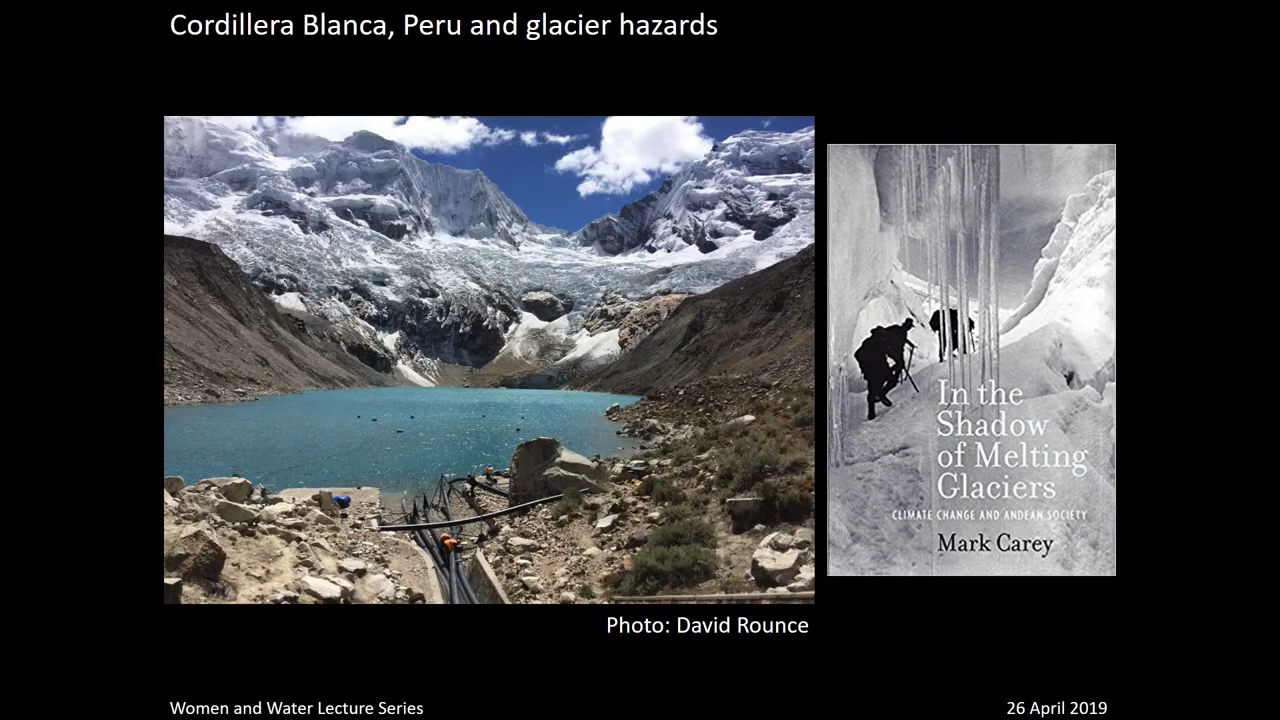 Cordillera Blanca, Peru and glacier hazards
In the
Shadow
of Melting
Glaciers
CLIMATE CHANGE AND ANDEAN SOCIETY
Mark Carey
Photo: David Rounce
Women and Water Lecture Series
26 April 2019